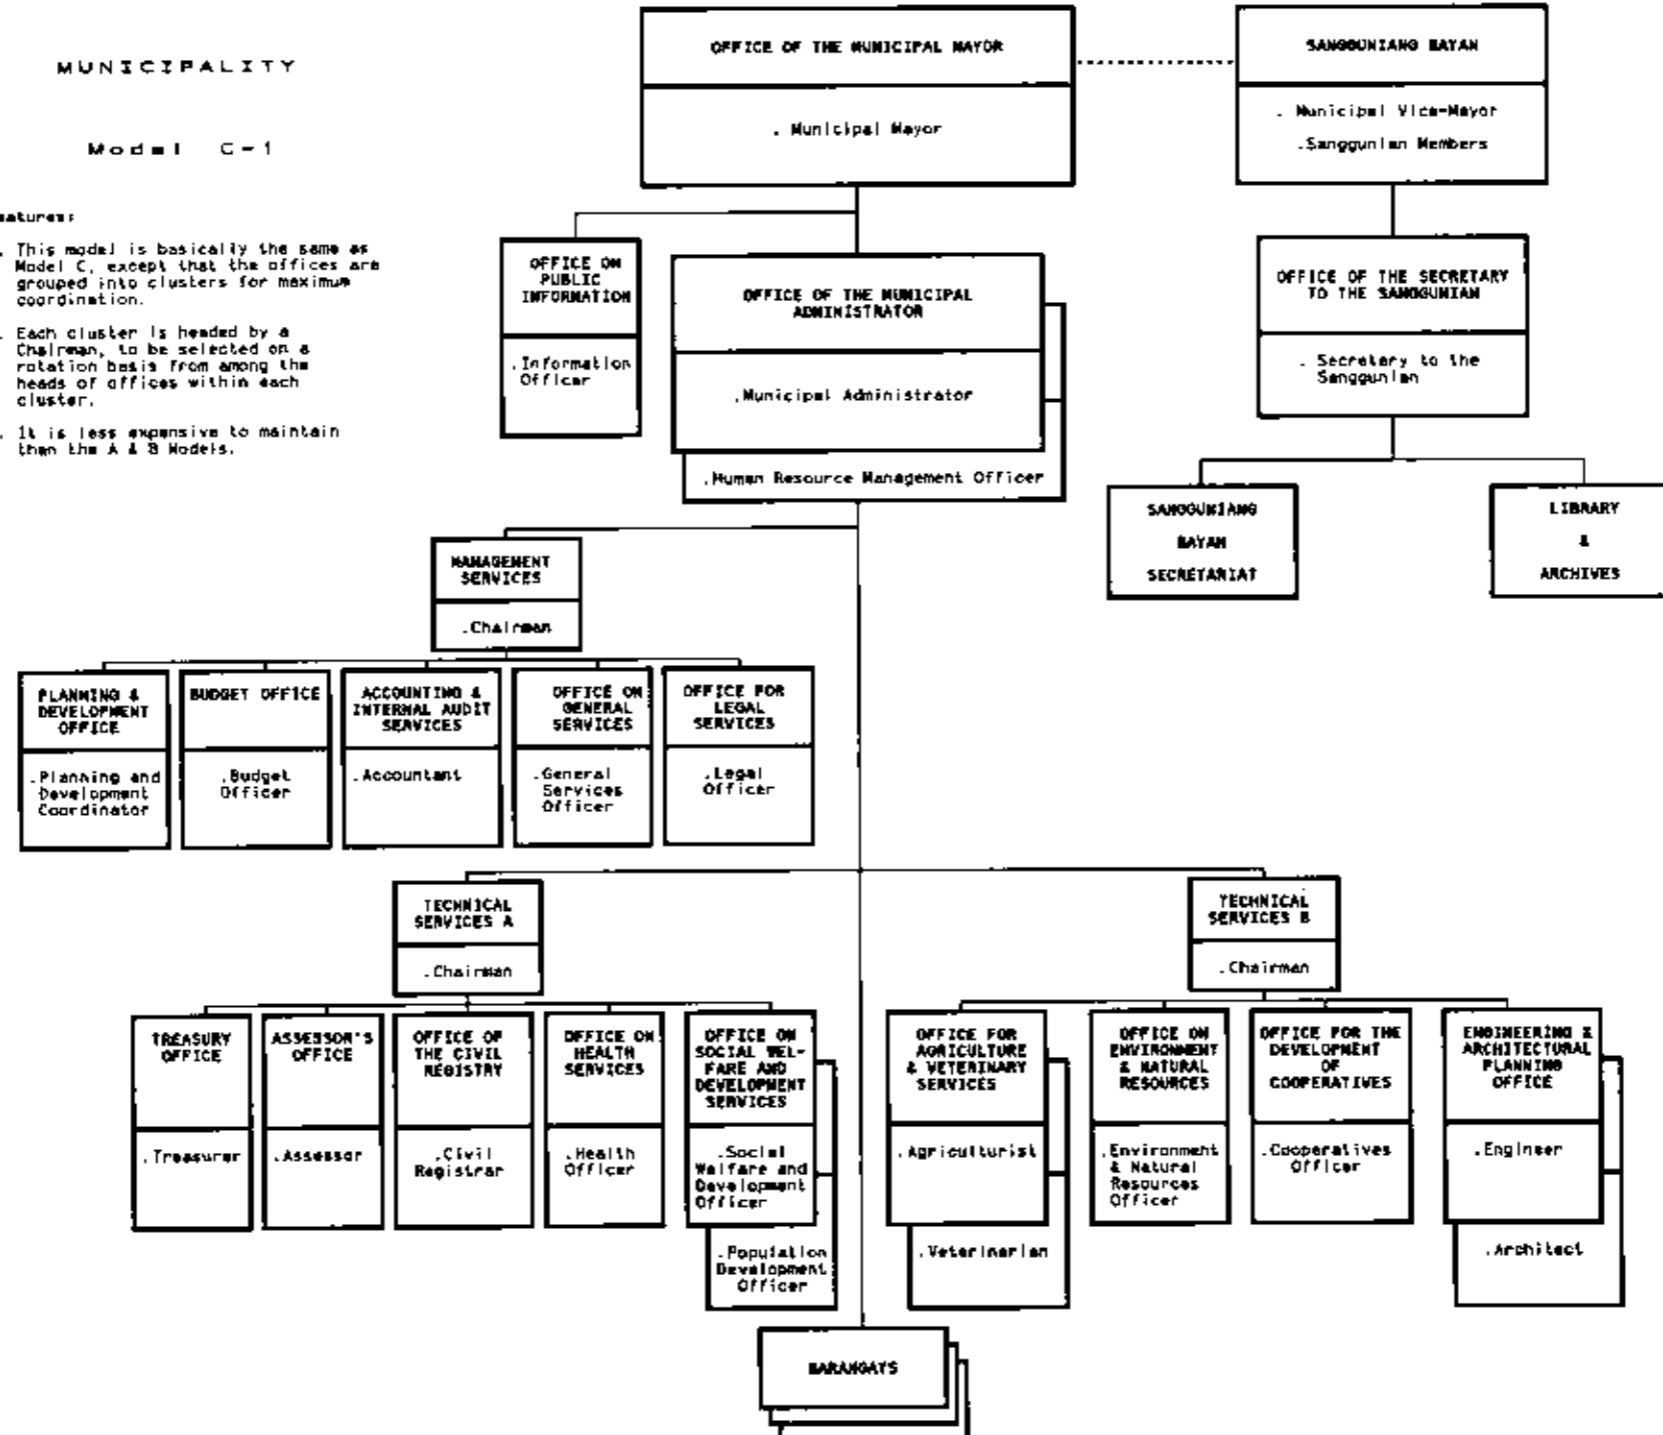 MUNICIPALITY
Model C-1
eatures:
. This model is basically the same as
Model C, except that the offices are
grouped into clusters for maximum
coordination.
. Each cluster is headed by a
Chairman, to be selected on a
rotation basis from among the
heads of offices within each
cluster.
. It is less expensive to maintain
than the A & B Models.
OFFICE OF THE MUNICIPAL MAYOR
. Municipal Mayor
SANGGUNIANG BAYAN
. Municipal Vice-Mayor
.Sanggunian Members
OFFICE ON
PUBLIC
INFORMATION
.Information
Officer
OFFICE OF THE MUNICIPAL
ADMINISTRATOR
.Municipal Administrator
.Human Resource Management Officer
OFFICE OF THE SECRETARY
TO THE SANGGUNIAN
. Secretary to the
Sanggunian
SANGGUNIANG
BAYAN
SECRETARIAT
LIBRARY
&
ARCHIVES
MANAGEMENT
SERVICES
.Chairman
PLANNING &
DEVELOPMENT
OFFICE
.Planning and
Development
Coordinator
BUDGET OFFICE
.Budget
Officer
ACCOUNTING &
INTERNAL AUDIT
SERVICES
.Accountant
OFFICE ON
GENERAL
SERVICES
.General
Services
Officer
OFFICE FOR
LEGAL
SERVICES
.Legal
Officer
TECHNICAL
SERVICES A
.Chairman
TECHNICAL
SERVICES B
.Chairman
TREASURY
OFFICE
.Treasurer
ASSESSOR'S
OFFICE
.Assessor
OFFICE OF
THE CIVIL
REGISTRY
.Civil
Registrar
OFFICE ON
HEALTH
SERVICES
.Health
Officer
OFFICE ON
SOCIAL WEL-
FARE AND
DEVELOPMENT
SERVICES
.Social
Welfare and
Development
Officer
.Population
Development
Officer
OFFICE FOR
AGRICULTURE
& VETERINARY
SERVICES
.Agriculturist
.Veterinarian
OFFICE ON
ENVIRONMENT
& NATURAL
RESOURCES
.Environment
& Natural
Resources
Officer
OFFICE FOR THE
DEVELOPMENT
OF
COOPERATIVES
.Cooperatives
Officer
ENGINEERING &
ARCHITECTURAL
PLANNING
OFFICE
.Engineer
.Architect
BARANGAYS